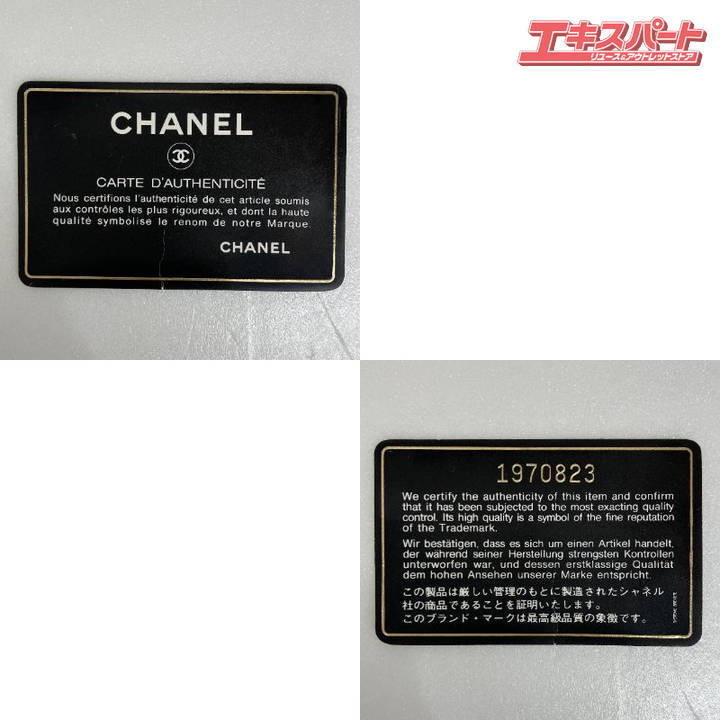 エキスパート
リユース&アウトレットストア
CHANEL
CARTE D'AUTHENTICITÉ
Nous certifions l'authenticité de cet article soumis
aux contrôles les plus rigoureux, et dont la haute
qualité symbolise le renom de notre Marque.
CHANEL
1970823
We certify the authenticity of this item and confirm
that it has been subjected to the most exacting quality
control. Its high quality is a symbol of the fine reputation
of the Trademark.
Wir bestätigen, dass es sich um einen Artikel handelt,
der während seiner Herstellung strengsten Kontrollen
unterworfen war, und dessen erstklassige Qualität
dem hohen Ansehen unserer Marke entspricht.
この製品は厳しい管理のもとに製造されたシャネル
社の商品であることを証明いたします。
このブランド・マークは最高級品質の象徴です。